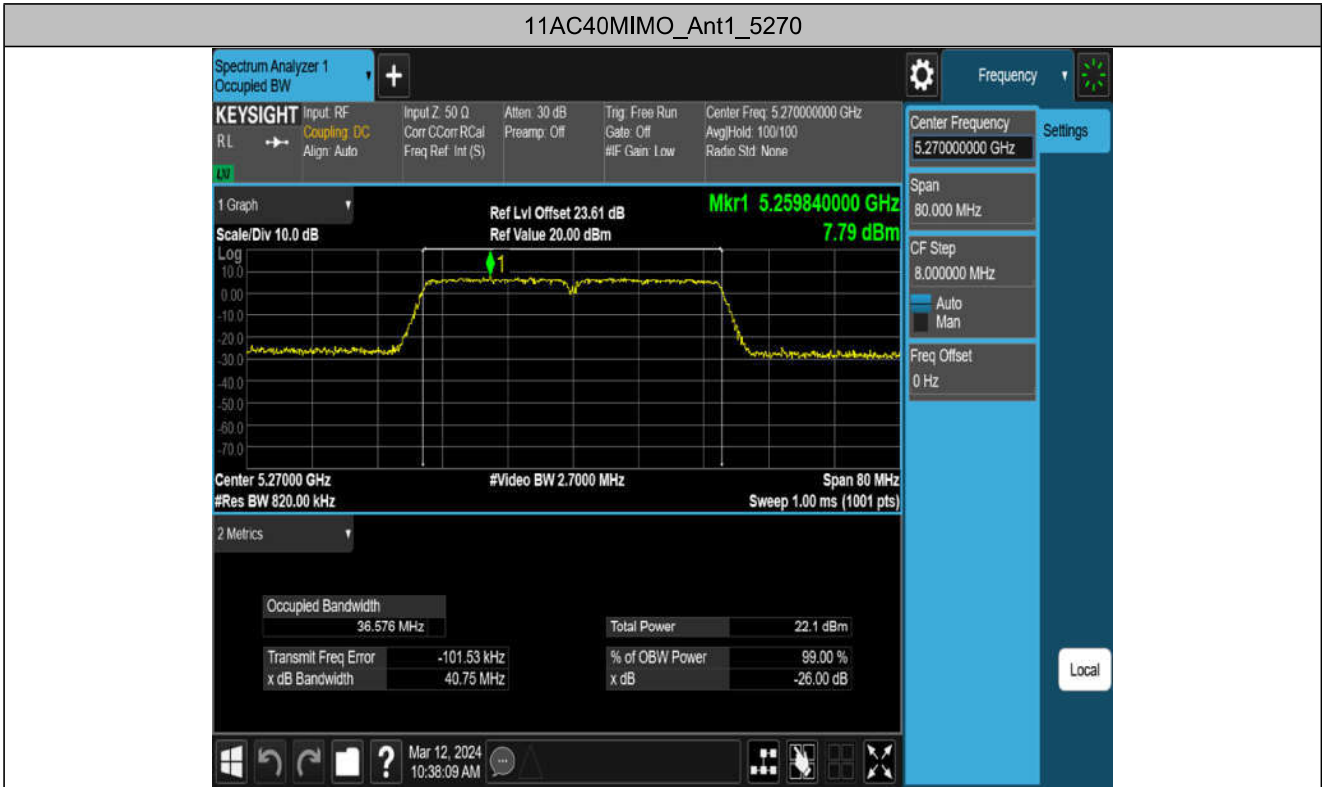 11AC40MIMO_Ant1_5270
Spectrum Analyzer 1
Occupied BW
+
Frequency
KEYSIGHT
RL
LXI
Input: RF
Coupling: DC
Align: Auto
Input Z: 50 Ω
Corr CCorr RCal
Freq Ref: Int (S)
Atten: 30 dB
Preamp: Off
Trig: Free Run
Gate: Off
#IF Gain: Low
Center Freq: 5.270000000 GHz
Avg|Hold: 100/100
Radio Std: None
Center Frequency
5.270000000 GHz
Settings
Span
80.000 MHz
CF Step
8.000000 MHz
Auto
Man
Freq Offset
0 Hz
Local
1 Graph
Scale/Div 10.0 dB
Ref Lvl Offset 23.61 dB
Ref Value 20.00 dBm
Mkr1 5.259840000 GHz
7.79 dBm
Log
10.0
0.00
-10.0
-20.0
-30.0
-40.0
-50.0
-60.0
-70.0
1
Center 5.27000 GHz
#Res BW 820.00 kHz
#Video BW 2.7000 MHz
Span 80 MHz
Sweep 1.00 ms (1001 pts)
2 Metrics
Occupied Bandwidth
36.576 MHz
Total Power 22.1 dBm
Transmit Freq Error -101.53 kHz
% of OBW Power 99.00 %
x dB Bandwidth 40.75 MHz
x dB -26.00 dB
?
Mar 12, 2024
10:38:09 AM